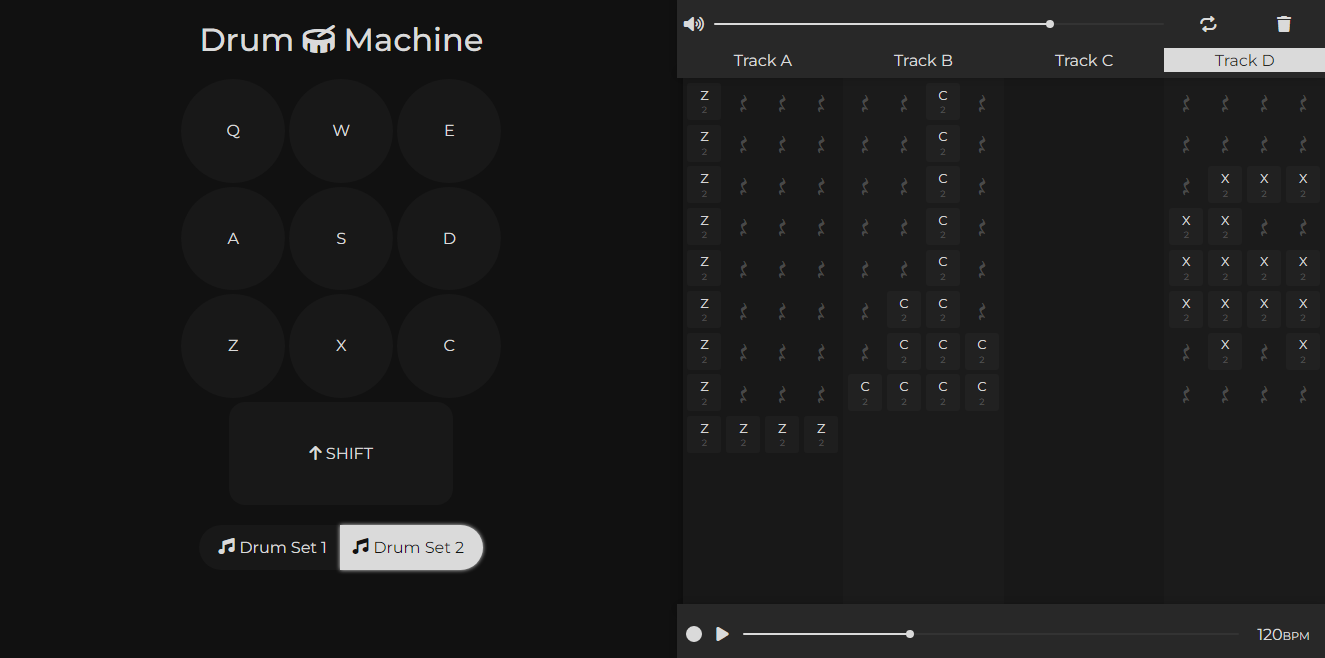 Drum Machine
Q W E
A S D
Z X C
SHIFT
Drum Set 1 Drum Set 2
Track A Track B Track C Track D
Z C
2 2
Z C
2 2
Z C X X X
2 2 2 2 2
Z C X X
2 2 2 2
Z C X X X X
2 2 2 2 2 2
Z C C X X X X
2 2 2 2 2 2 2
Z C C C X X
2 2 2 2 2 2
Z C C C C
2 2 2 2 2
Z Z Z Z
2 2 2 2
120BPM